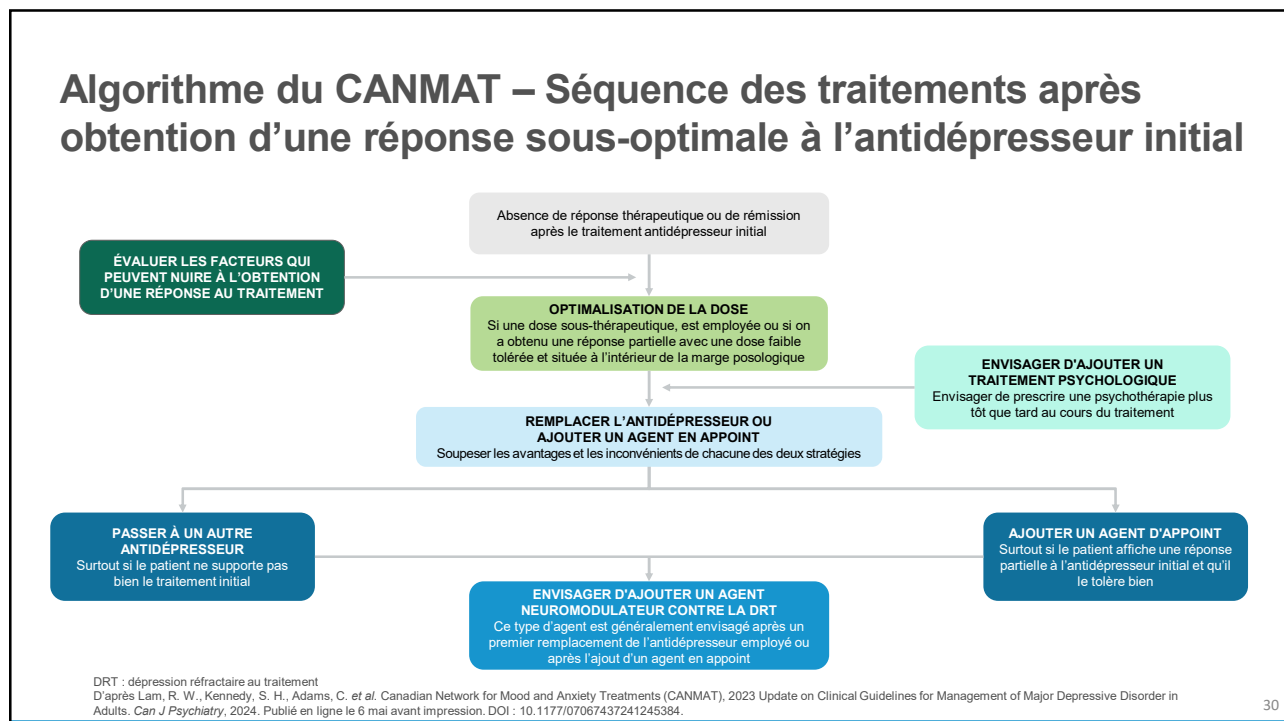 Algorithme du CANMAT – Séquence des traitements après
obtention d'une réponse sous-optimale à l'antidépresseur initial
Absence de réponse thérapeutique ou de rémission
après le traitement antidépresseur initial
ÉVALUER LES FACTEURS QUI
PEUVENT NUIRE À L'OBTENTION
D'UNE RÉPONSE AU TRAITEMENT
OPTIMALISATION DE LA DOSE
Si une dose sous-thérapeutique, est employée ou si on
a obtenu une réponse partielle avec une dose faible
tolérée et située à l'intérieur de la marge posologique
ENVISAGER D'AJOUTER UN
TRAITEMENT PSYCHOLOGIQUE
Envisager de prescrire une psychothérapie plus
tôt que tard au cours du traitement
REMPLACER L'ANTIDÉPRESSEUR OU
AJOUTER UN AGENT EN APPOINT
Soupeser les avantages et les inconvénients de chacune des deux stratégies
PASSER À UN AUTRE
ANTIDÉPRESSEUR
Surtout si le patient ne supporte pas
bien le traitement initial
AJOUTER UN AGENT D'APPOINT
Surtout si le patient affiche une réponse
partielle à l'antidépresseur initial et qu'il
le tolère bien
ENVISAGER D'AJOUTER UN AGENT
NEUROMODULATEUR CONTRE LA DRT
Ce type d'agent est généralement envisagé après un
premier remplacement de l'antidépresseur employé ou
après l'ajout d'un agent en appoint
DRT : dépression réfractaire au traitement
D'après Lam, R. W., Kennedy, S. H., Adams, C. et al. Canadian Network for Mood and Anxiety Treatments (CANMAT), 2023 Update on Clinical Guidelines for Management of Major Depressive Disorder in
Adults. Can J Psychiatry, 2024. Publié en ligne le 6 mai avant impression. DOI : 10.1177/07067437241245384.
30